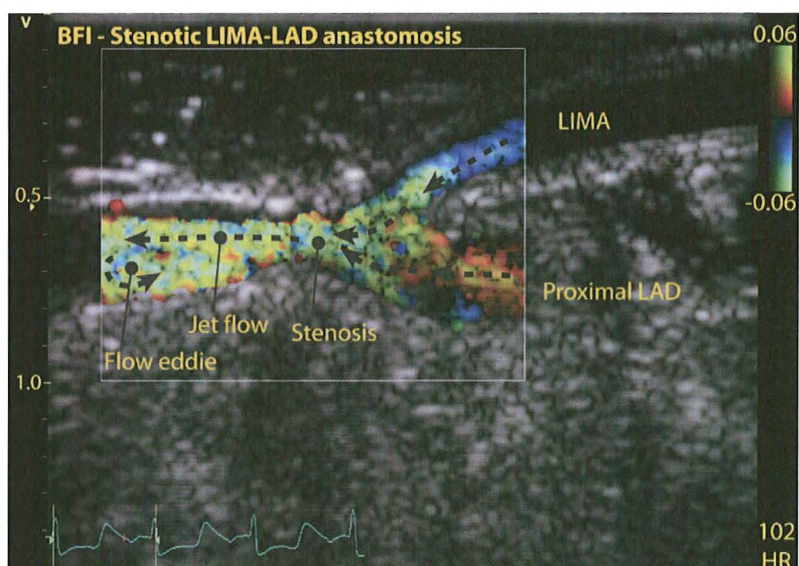 V
BFI - Stenotic LIMA-LAD anastomosis
0.06
LIMA
0.5
-0.06
Proximal LAD
Jet flow
Stenosis
Flow eddie
1.0
102
HR